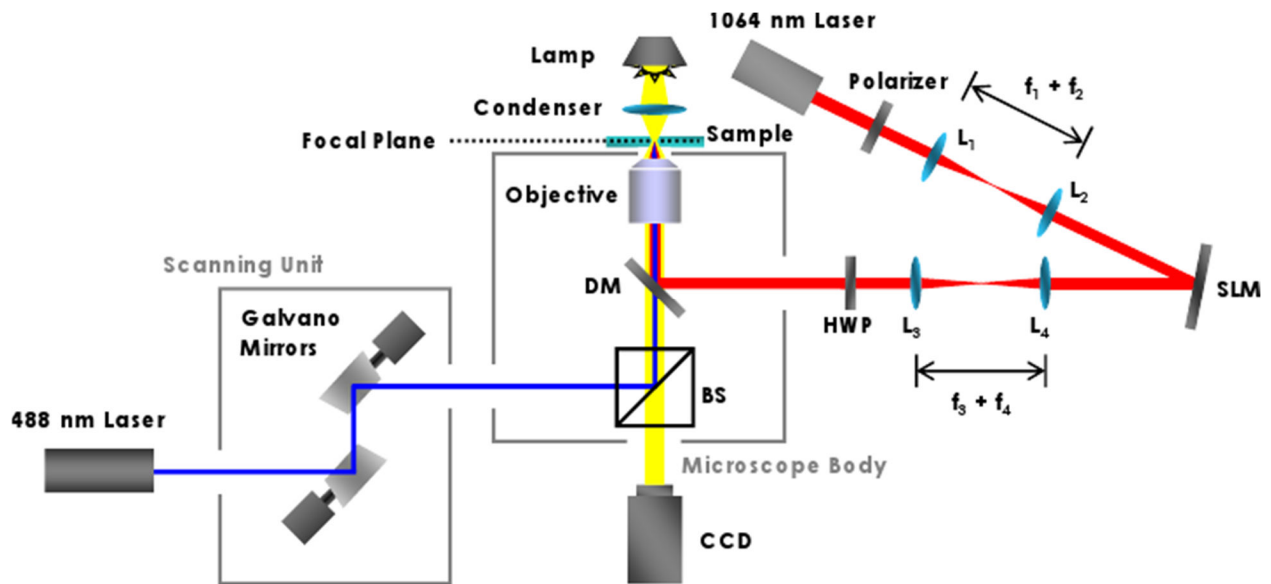 1064 nm Laser
Lamp
Polarizer
f₁ + f₂
Condenser
Focal Plane
Sample
L₁
L₂
Objective
Scanning Unit
DM
SLM
HWP
L₃
L₄
Galvano
Mirrors
BS
f₃ + f₄
488 nm Laser
Microscope Body
CCD